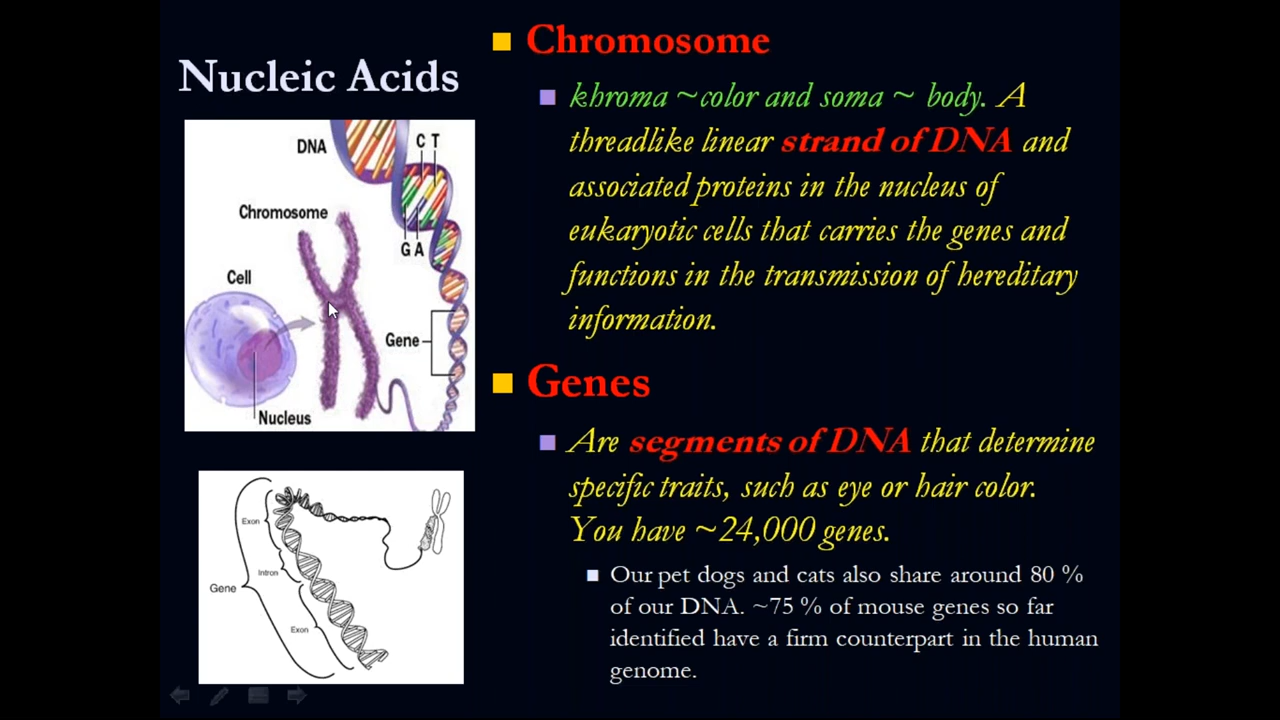 Nucleic Acids
DNA
C T
Chromosome
G A
Cell
Gene
Nucleus
Exon
Intron
Gene
Exon
Chromosome
khroma ~color and soma ~ body. A
threadlike linear strand of DNA and
associated proteins in the nucleus of
eukaryotic cells that carries the genes and
functions in the transmission of hereditary
information.
Genes
Are segments of DNA that determine
specific traits, such as eye or hair color.
You have ~24,000 genes.
Our pet dogs and cats also share around 80 %
of our DNA. ~75 % of mouse genes so far
identified have a firm counterpart in the human
genome.